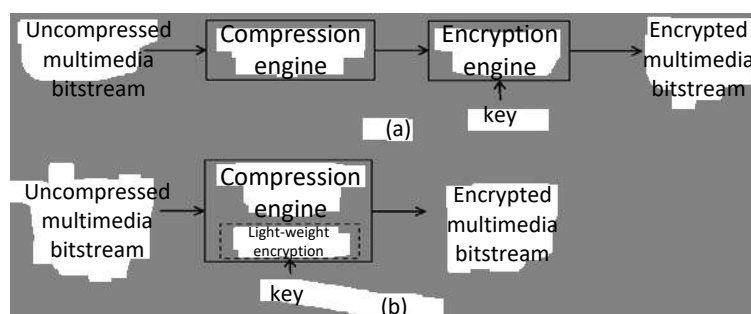 Uncompressed
multimedia
bitstream
Compression
engine
Encryption
engine
Encrypted
multimedia
bitstream
key
(a)
Uncompressed
multimedia
bitstream
Compression
engine
Light-weight
encryption
Encrypted
multimedia
bitstream
key
(b)